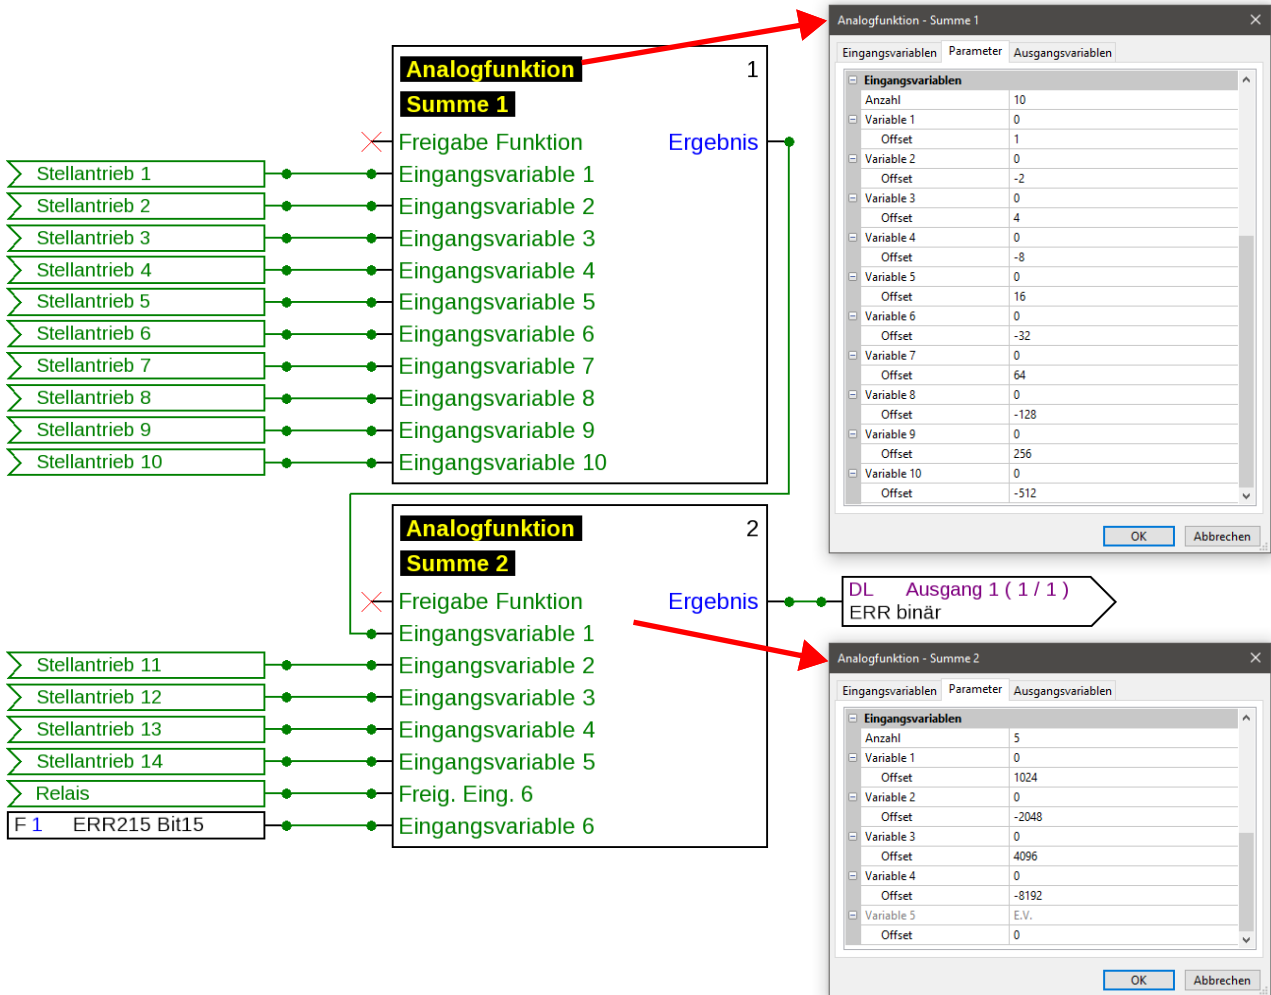 Analogfunktion 1
Summe 1
Freigabe Funktion Ergebnis
Stellantrieb 1 Eingangsvariable 1
Stellantrieb 2 Eingangsvariable 2
Stellantrieb 3 Eingangsvariable 3
Stellantrieb 4 Eingangsvariable 4
Stellantrieb 5 Eingangsvariable 5
Stellantrieb 6 Eingangsvariable 6
Stellantrieb 7 Eingangsvariable 7
Stellantrieb 8 Eingangsvariable 8
Stellantrieb 9 Eingangsvariable 9
Stellantrieb 10 Eingangsvariable 10
Analogfunktion - Summe 1
Eingangsvariablen Parameter Ausgangsvariablen
Eingangsvariablen
Anzahl 10
Variable 1 0
Offset 1
Variable 2 0
Offset -2
Variable 3 0
Offset 4
Variable 4 0
Offset -8
Variable 5 0
Offset 16
Variable 6 0
Offset -32
Variable 7 0
Offset 64
Variable 8 0
Offset -128
Variable 9 0
Offset 256
Variable 10 0
Offset -512
OK Abbrechen
Analogfunktion 2
Summe 2
Freigabe Funktion Ergebnis
Eingangsvariable 1
Stellantrieb 11 Eingangsvariable 2
Stellantrieb 12 Eingangsvariable 3
Stellantrieb 13 Eingangsvariable 4
Stellantrieb 14 Eingangsvariable 5
Relais Freig. Eing. 6
F 1 ERR215 Bit15 Eingangsvariable 6
DL Ausgang 1 ( 1 / 1 )
ERR binär
Analogfunktion - Summe 2
Eingangsvariablen Parameter Ausgangsvariablen
Eingangsvariablen
Anzahl 5
Variable 1 0
Offset 1024
Variable 2 0
Offset -2048
Variable 3 0
Offset 4096
Variable 4 0
Offset -8192
Variable 5 E.V.
Offset 0
OK Abbrechen